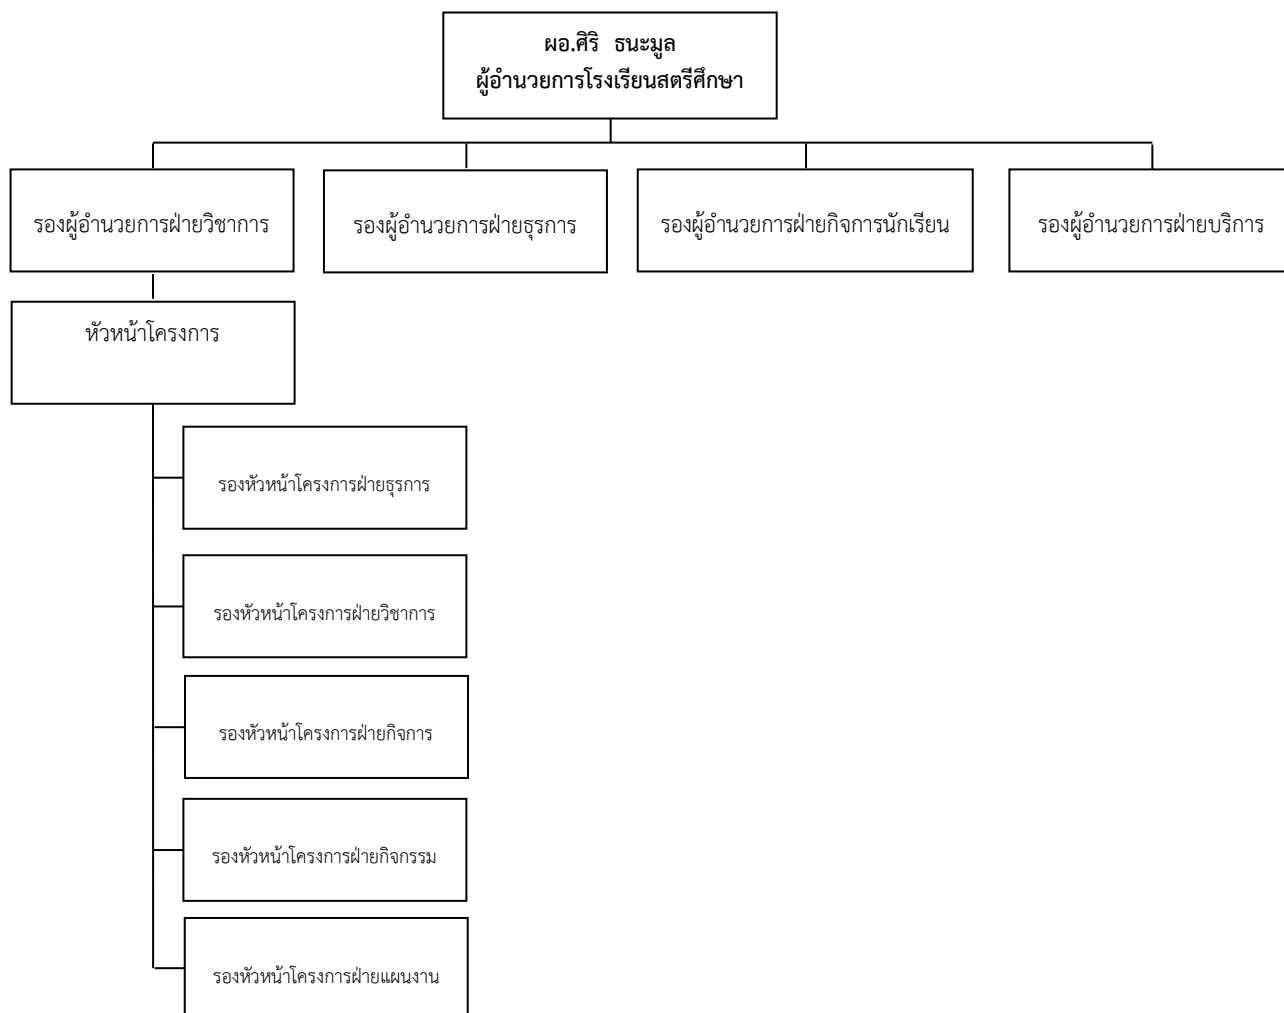 ผอ.ศิริ ธนะมูล
ผู้อำนวยการโรงเรียนสตรีศึกษา
รองผู้อำนวยการฝ่ายวิชาการ
รองผู้อำนวยการฝ่ายธุรการ
รองผู้อำนวยการฝ่ายกิจการนักเรียน
รองผู้อำนวยการฝ่ายบริการ
หัวหน้าโครงการ
รองหัวหน้าโครงการฝ่ายธุรการ
รองหัวหน้าโครงการฝ่ายวิชาการ
รองหัวหน้าโครงการฝ่ายกิจการ
รองหัวหน้าโครงการฝ่ายกิจกรรม
รองหัวหน้าโครงการฝ่ายแผนงาน